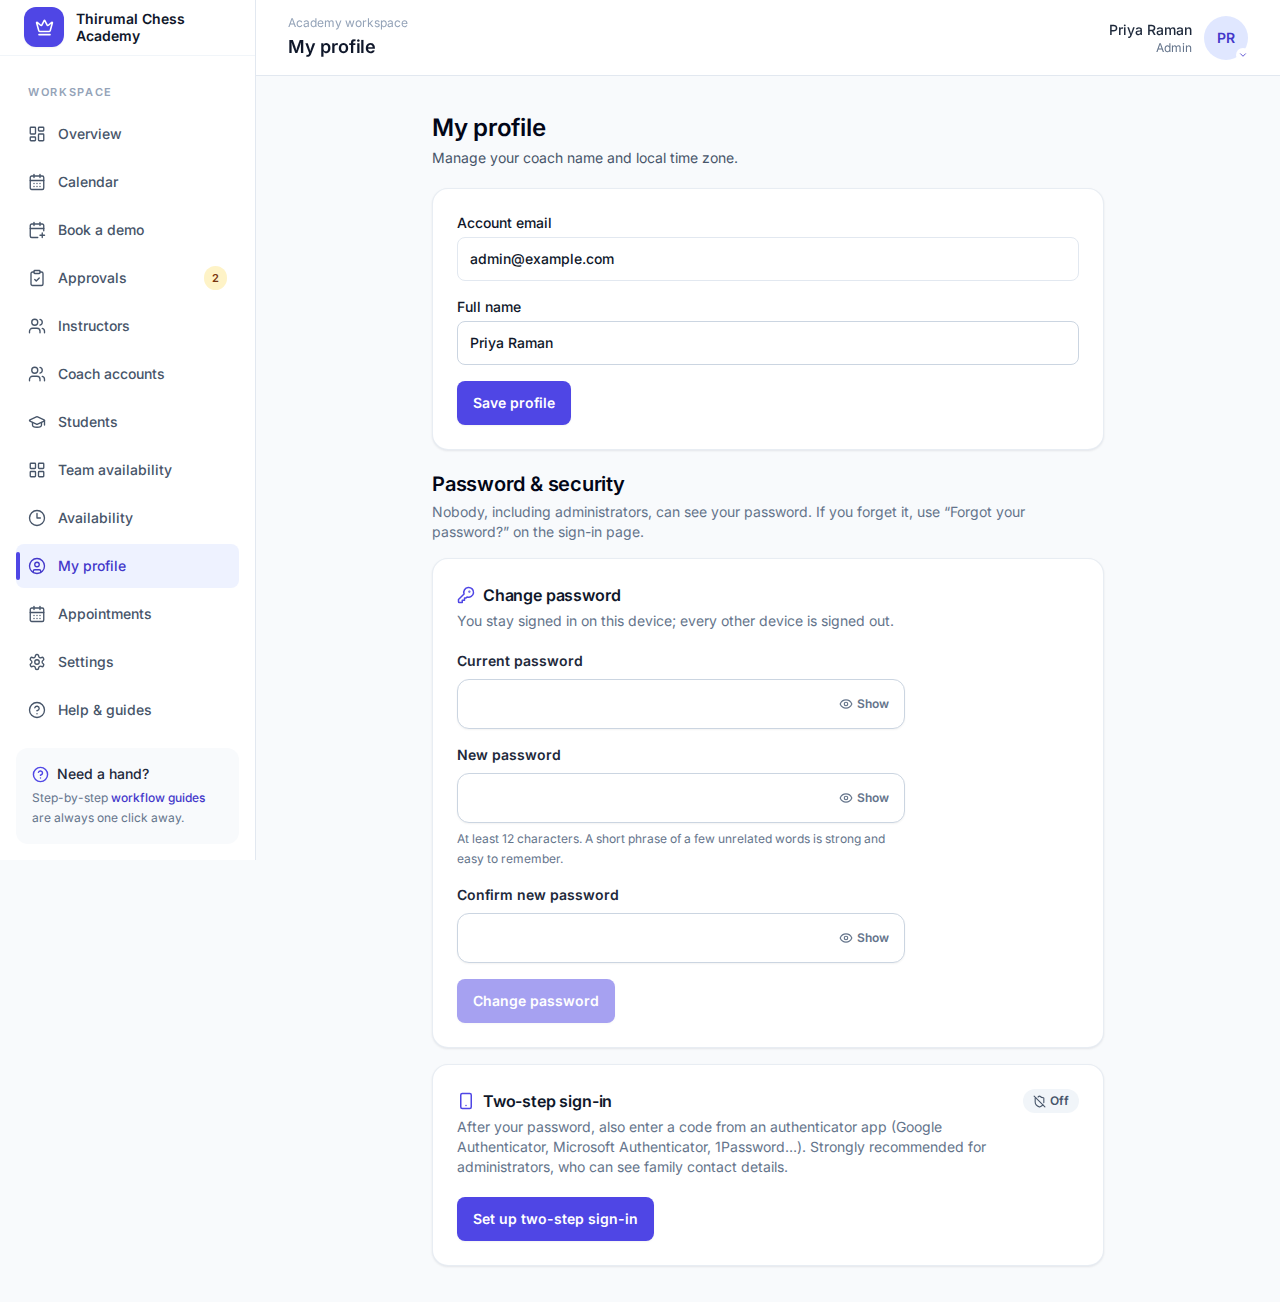 Thirumal Chess
Academy
Academy workspace
My profile
Priya Raman
Admin
PR
WORKSPACE
Overview
Calendar
Book a demo
Approvals
2
Instructors
Coach accounts
Students
Team availability
Availability
My profile
Appointments
Settings
Help & guides
Need a hand?
Step-by-step workflow guides
are always one click away.
My profile
Manage your coach name and local time zone.
Account email
admin@example.com
Full name
Priya Raman
Save profile
Password & security
Nobody, including administrators, can see your password. If you forget it, use “Forgot your
password?” on the sign-in page.
Change password
You stay signed in on this device; every other device is signed out.
Current password
Show
New password
Show
At least 12 characters. A short phrase of a few unrelated words is strong and
easy to remember.
Confirm new password
Show
Change password
Two-step sign-in
Off
After your password, also enter a code from an authenticator app (Google
Authenticator, Microsoft Authenticator, 1Password…). Strongly recommended for
administrators, who can see family contact details.
Set up two-step sign-in